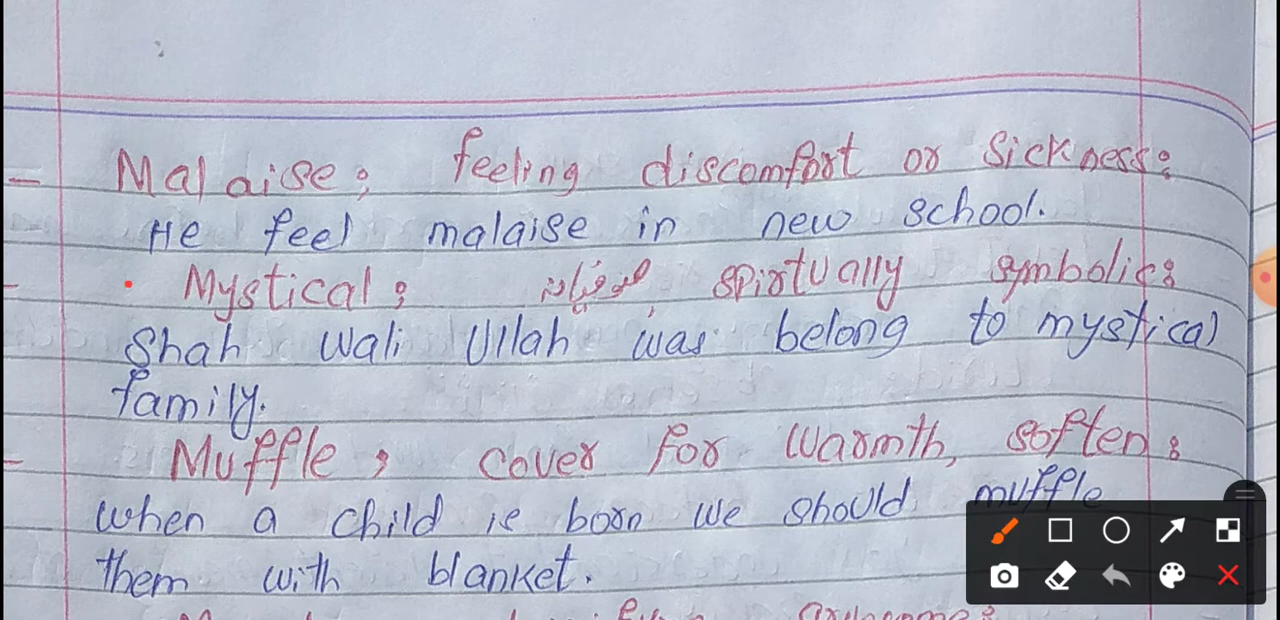 Malaise: feeling discomfort or Sickness:
He feel malaise in new school.
Mystical: صوفیانہ spirtually symbolic:
Shah Wali Ullah was belong to mystical
family.
Muffle, cover for warmth, soften:
when a child is born we should muffle
them with blanket.